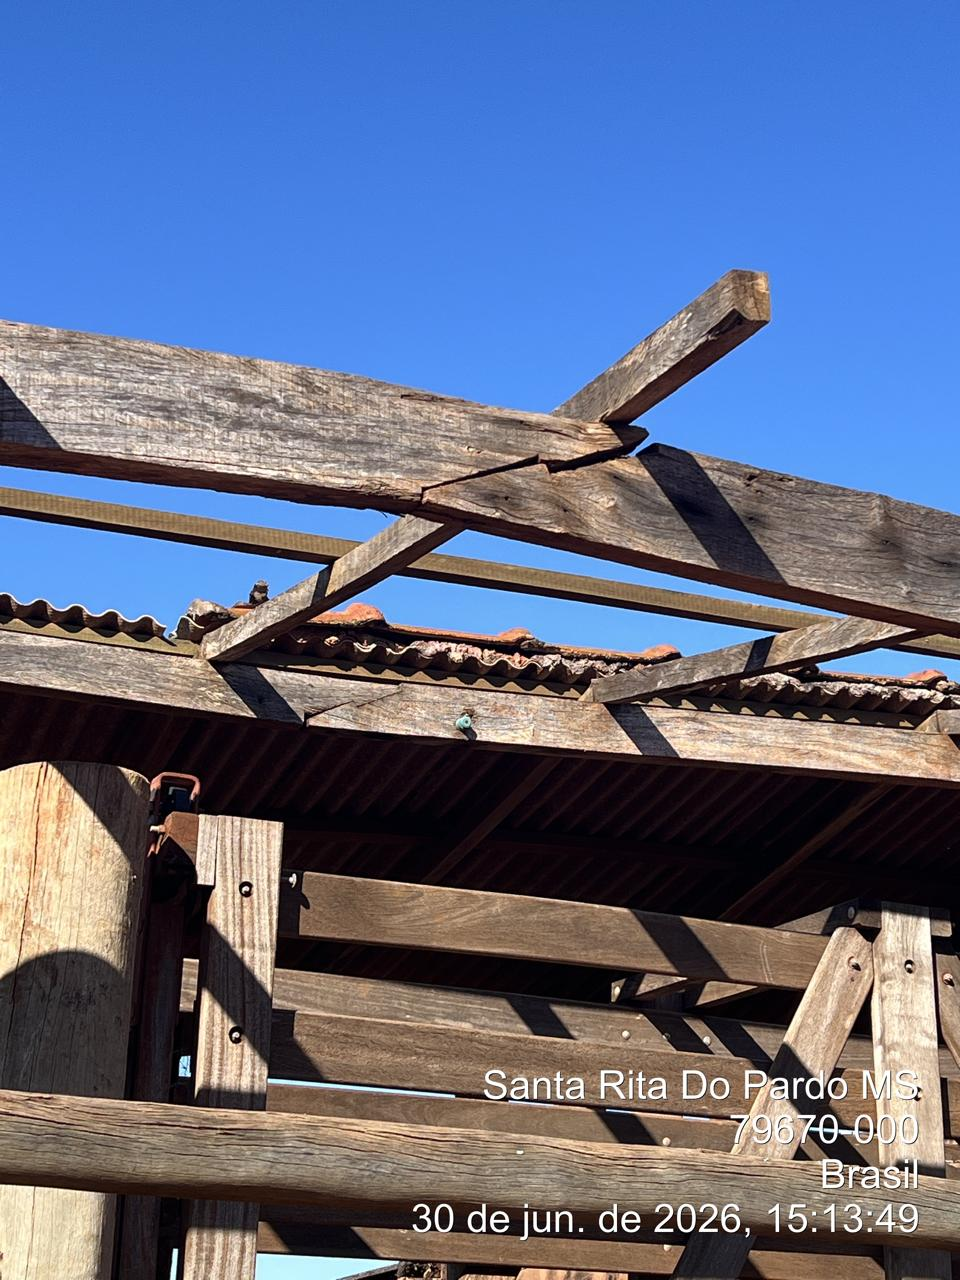 Santa Rita Do Pardo MS
79670-000
Brasil
30 de jun. de 2026, 15:13:49